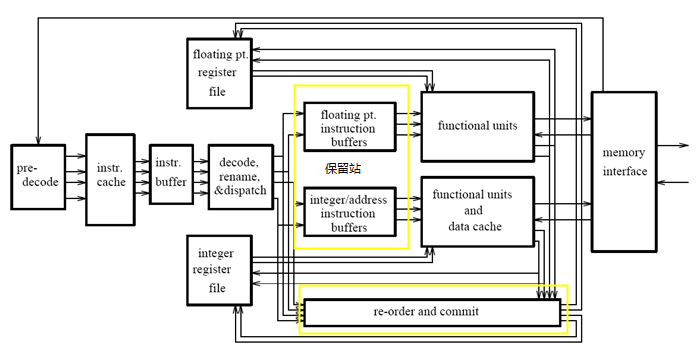 floating pt.
register
file
pre-
decode
instr.
cache
instr.
buffer
decode,
rename,
&dispatch
floating pt.
instruction
buffers
保留站
integer/address
instruction
buffers
functional units
functional units
and
data cache
memory
interface
integer
register
file
re-order and commit